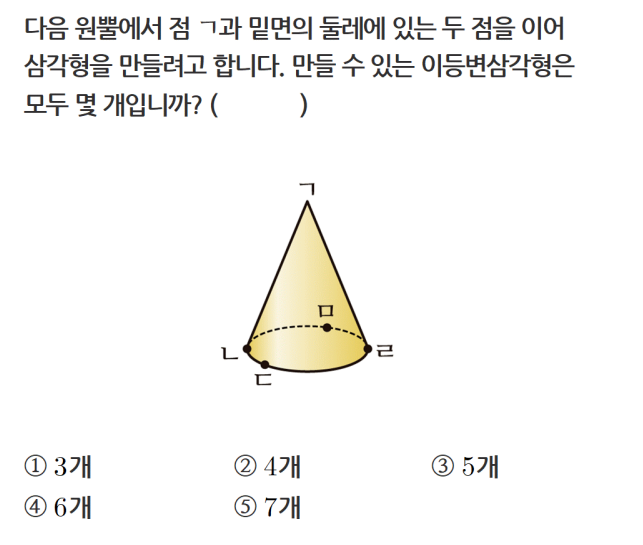 다음 원뿔에서 점 ㄱ과 밑면의 둘레에 있는 두 점을 이어
삼각형을 만들려고 합니다. 만들 수 있는 이등변삼각형은
모두 몇 개입니까? (          )
ㄱ
ㅁ
ㄴ
ㄹ
ㄷ
① 3개 ② 4개 ③ 5개
④ 6개 ⑤ 7개